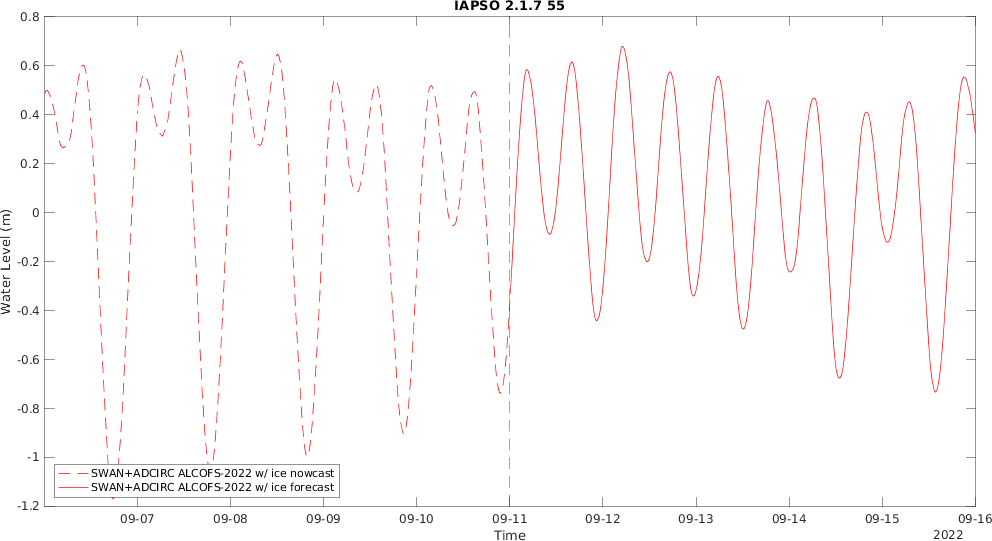 IAPSO 2.1.7 55
0.8
0.6
0.4
0.2
0
-0.2
-0.4
-0.6
-0.8
-1
-1.2
Water Level (m)
SWAN+ADCIRC ALCOFS-2022 w/ ice nowcast
SWAN+ADCIRC ALCOFS-2022 w/ ice forecast
09-07 09-08 09-09 09-10 09-11 09-12 09-13 09-14 09-15 09-16
Time
2022